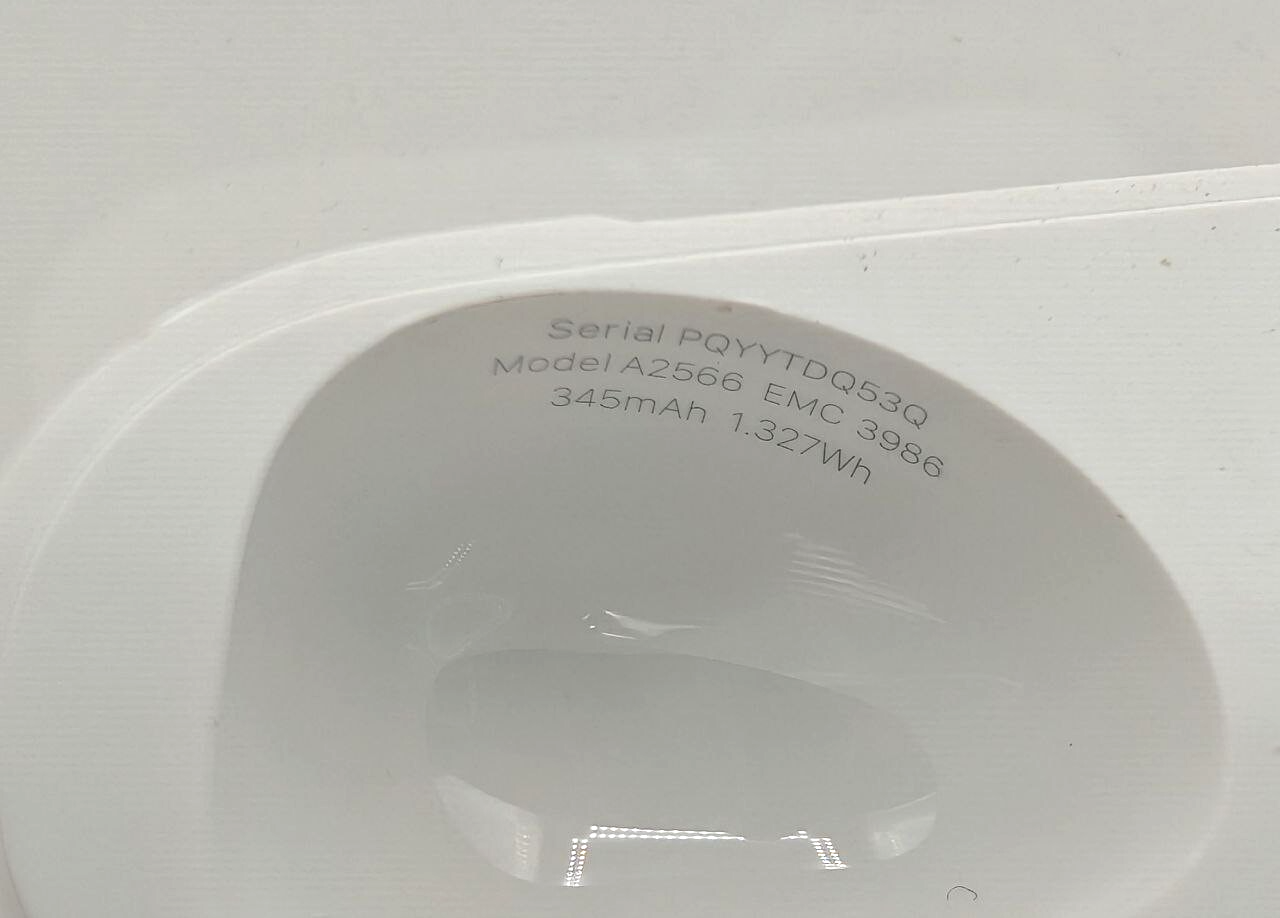 Serial PQYYTDQ53Q
Model A2566 EMC 3986
345mAh 1.327Wh